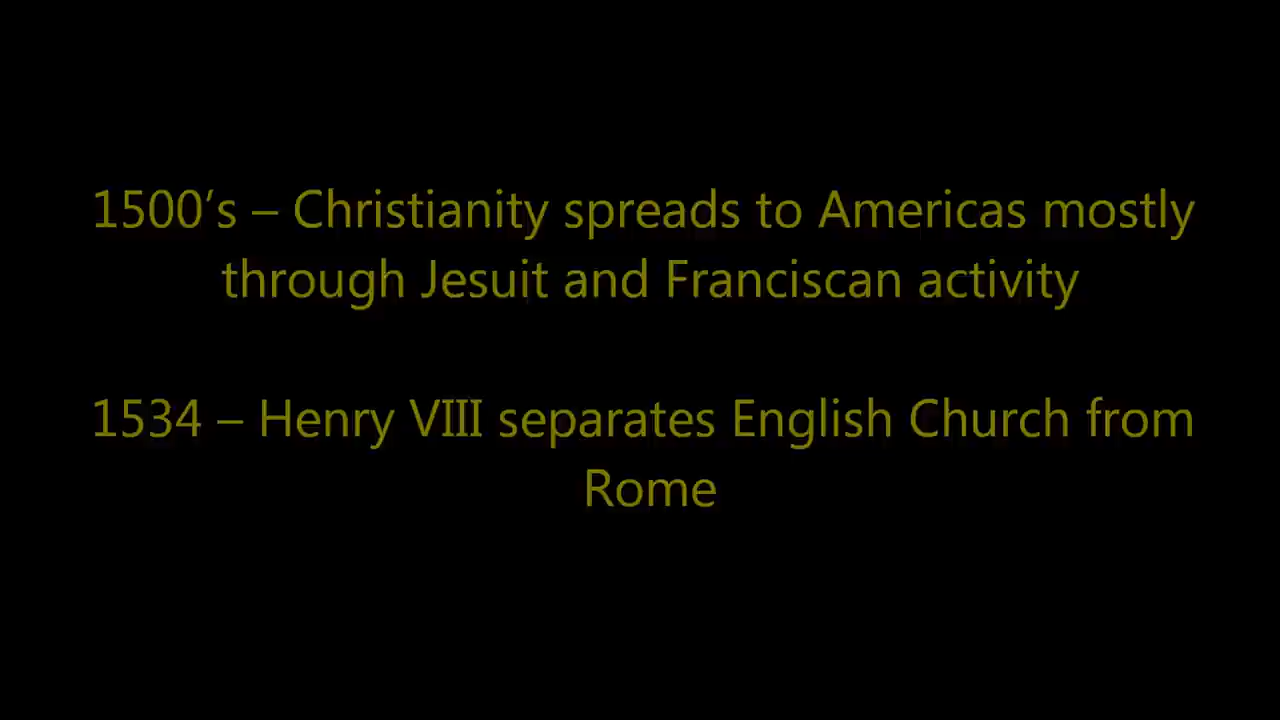 1500’s – Christianity spreads to Americas mostly
through Jesuit and Franciscan activity
1534 – Henry VIII separates English Church from
Rome